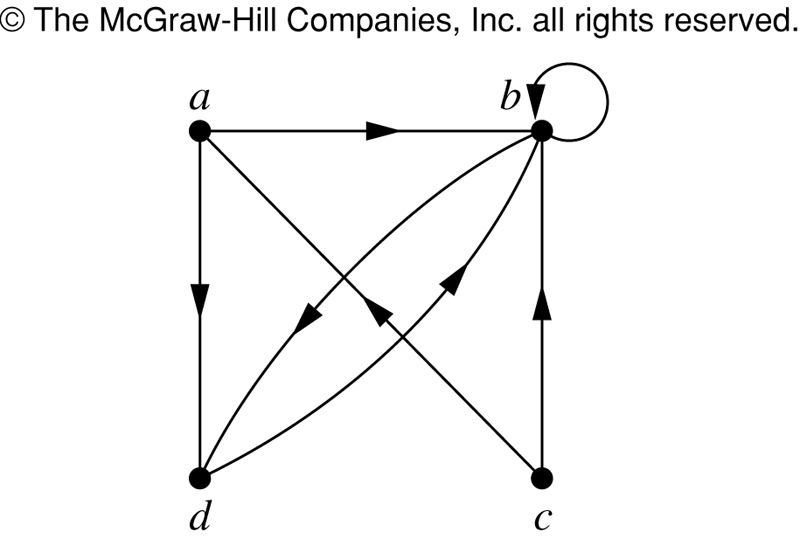 © The McGraw-Hill Companies, Inc. all rights reserved.
a
b
d
c